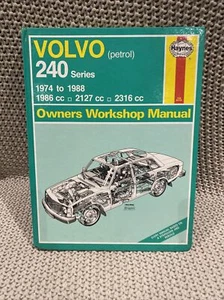 Haynes
VOLVO (petrol)
240 Series
1974 to 1988
1986 cc □ 2127 cc □ 2316 cc
Owners Workshop Manual